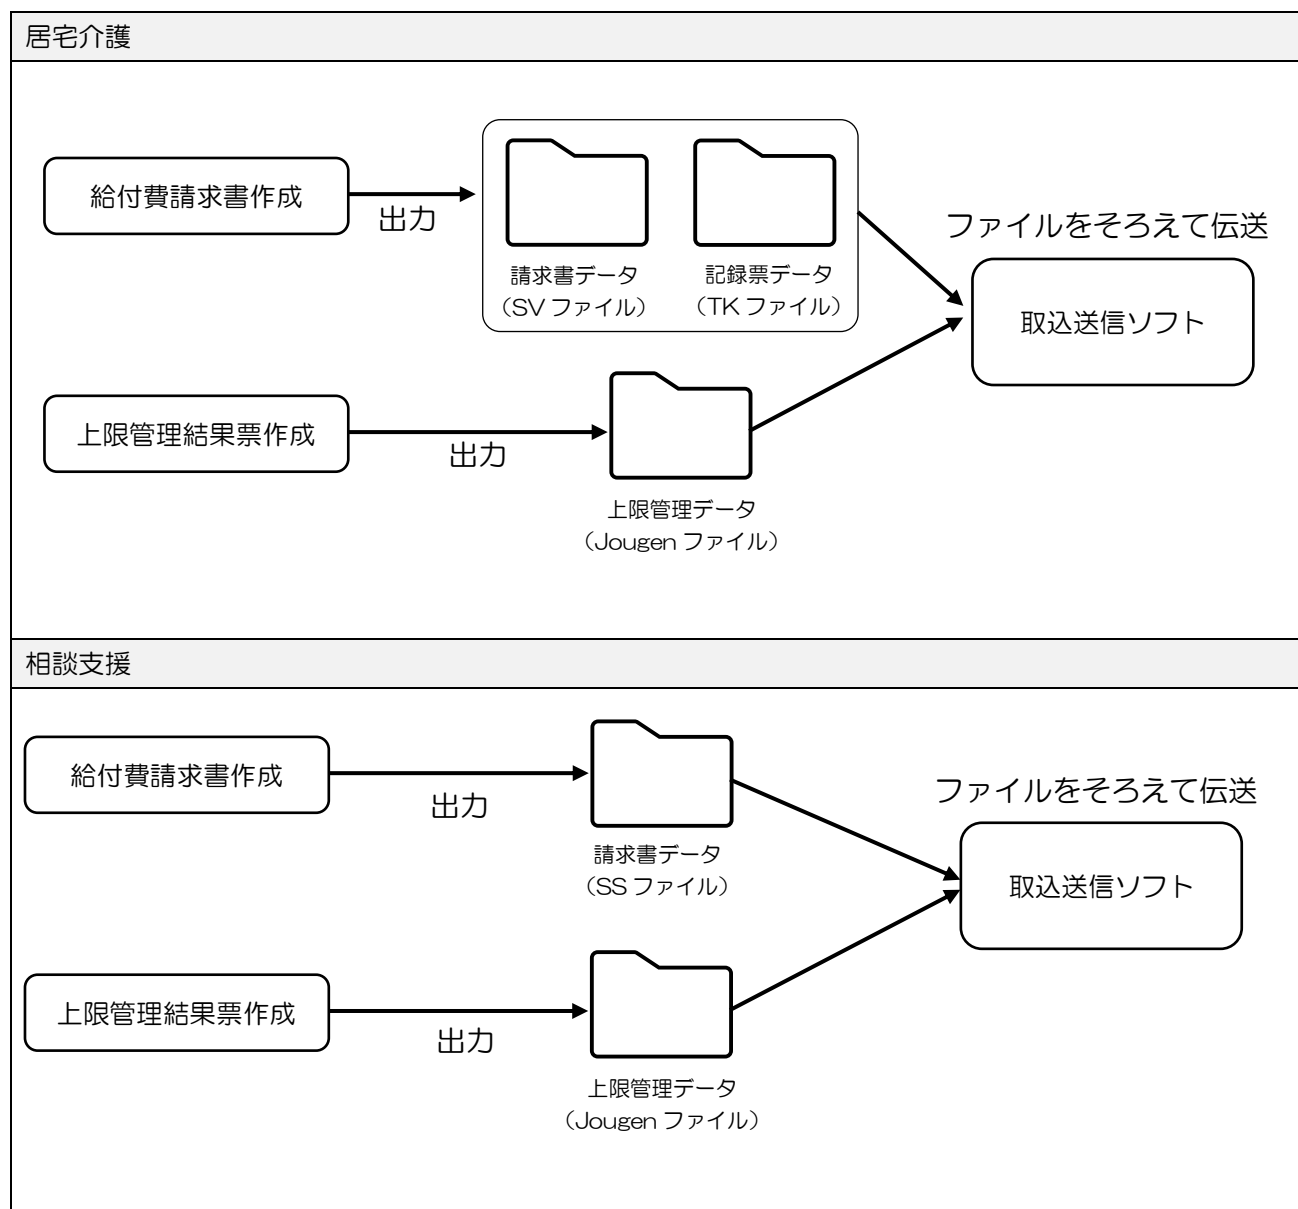 居宅介護
給付費請求書作成
出力
請求書データ
（SV ファイル）
記録票データ
（TK ファイル）
ファイルをそろえて伝送
取込送信ソフト
上限管理結果票作成
出力
上限管理データ
（Jougen ファイル）
相談支援
給付費請求書作成
出力
請求書データ
（SS ファイル）
ファイルをそろえて伝送
取込送信ソフト
上限管理結果票作成
出力
上限管理データ
（Jougen ファイル）